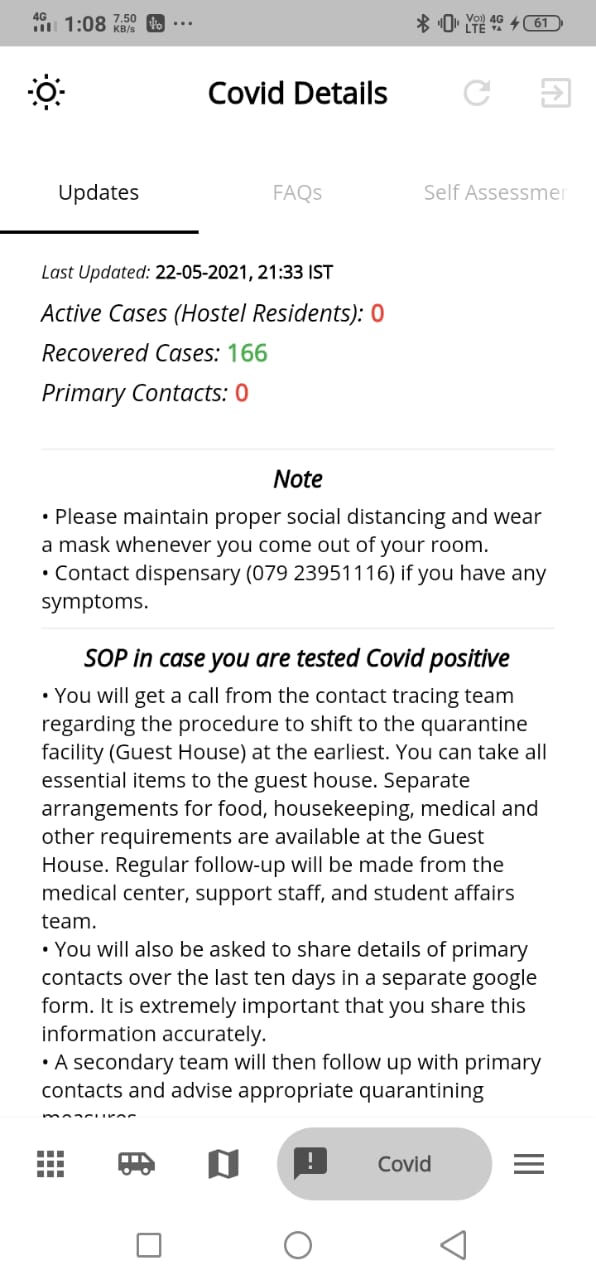 4G 1:08 7.50 KB/s ... Vo) LTE 4G 61
Covid Details
Updates FAQs Self Assessmer
Last Updated: 22-05-2021, 21:33 IST
Active Cases (Hostel Residents): 0
Recovered Cases: 166
Primary Contacts: 0
Note
• Please maintain proper social distancing and wear
a mask whenever you come out of your room.
• Contact dispensary (079 23951116) if you have any
symptoms.
SOP in case you are tested Covid positive
• You will get a call from the contact tracing team
regarding the procedure to shift to the quarantine
facility (Guest House) at the earliest. You can take all
essential items to the guest house. Separate
arrangements for food, housekeeping, medical and
other requirements are available at the Guest
House. Regular follow-up will be made from the
medical center, support staff, and student affairs
team.
• You will also be asked to share details of primary
contacts over the last ten days in a separate google
form. It is extremely important that you share this
information accurately.
• A secondary team will then follow up with primary
contacts and advise appropriate quarantining
Covid